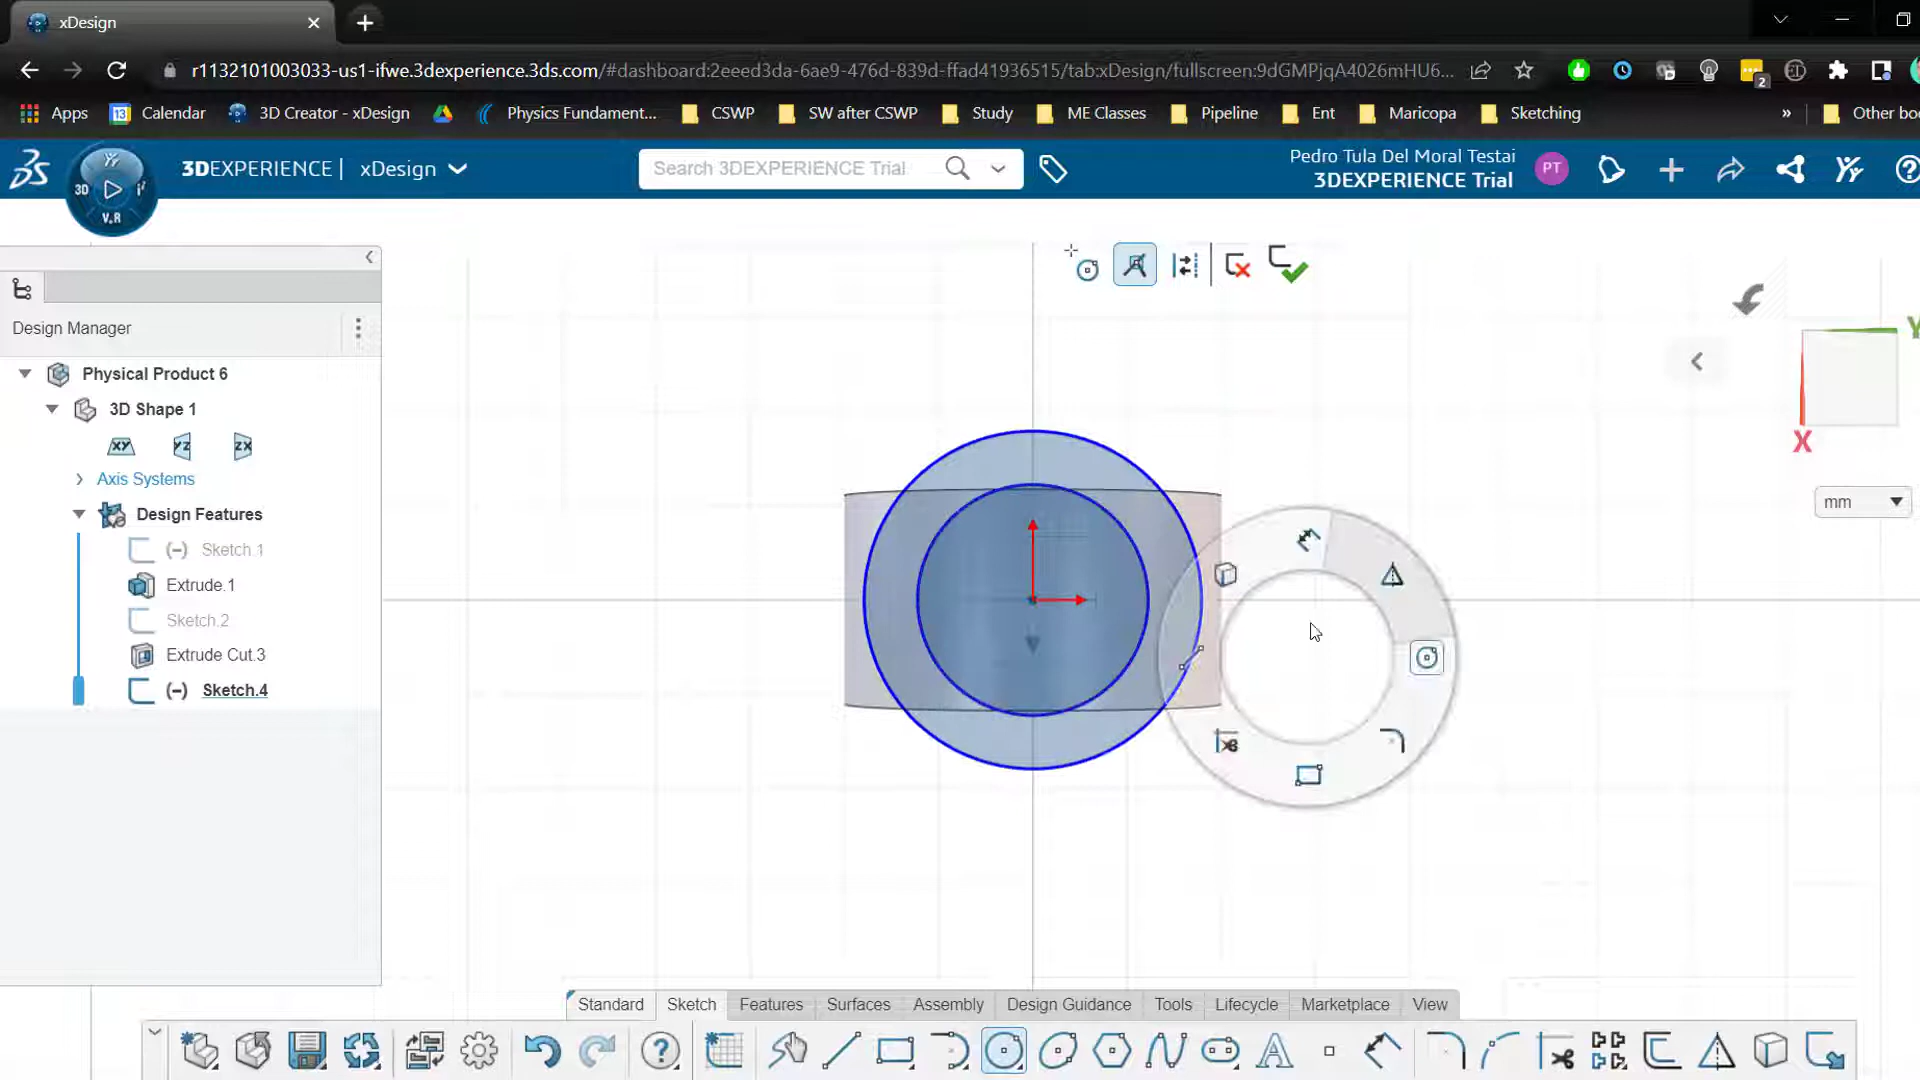 xDesign
r1132101003033-us1-ifwe.3dexperience.3ds.com/#dashboard:2eeed3da-6ae9-476d-839d-ffad41936515/tab:xDesign/fullscreen:9dGMPjqA4026mHU6...
2
Apps
13
Calendar
3D Creator - xDesign
Physics Fundament...
CSWP
SW after CSWP
Study
ME Classes
Pipeline
Ent
Maricopa
Sketching
»
Other boo
3DEXPERIENCE | xDesign
3D
V.R
Search 3DEXPERIENCE Trial
Pedro Tula Del Moral Testai
3DEXPERIENCE Trial
PT
Design Manager
Physical Product 6
3D Shape 1
XY YZ ZX
Axis Systems
Design Features
(-) Sketch.1
Extrude.1
Sketch.2
Extrude Cut.3
(-) Sketch.4
Y
X
mm
Standard
Sketch
Features
Surfaces
Assembly
Design Guidance
Tools
Lifecycle
Marketplace
View